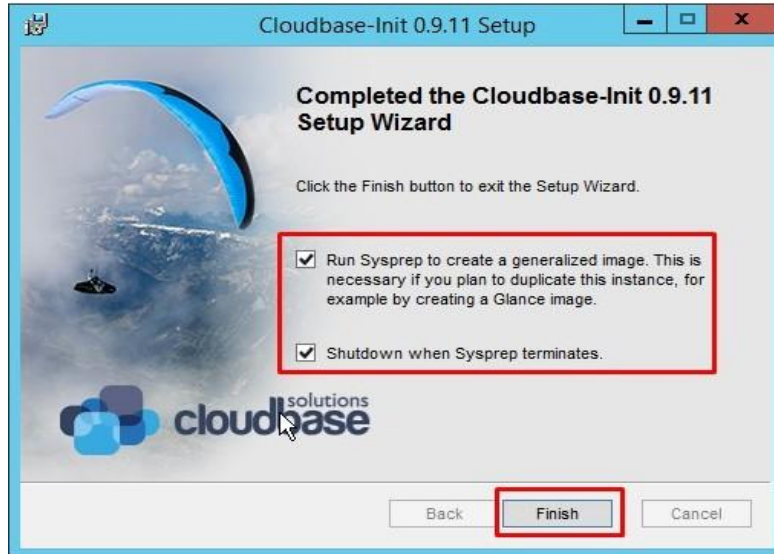 Cloudbase-Init 0.9.11 Setup
Completed the Cloudbase-Init 0.9.11
Setup Wizard
Click the Finish button to exit the Setup Wizard.
Run Sysprep to create a generalized image. This is
necessary if you plan to duplicate this instance, for
example by creating a Glance image.
Shutdown when Sysprep terminates.
solutions
cloudbase
Back
Finish
Cancel